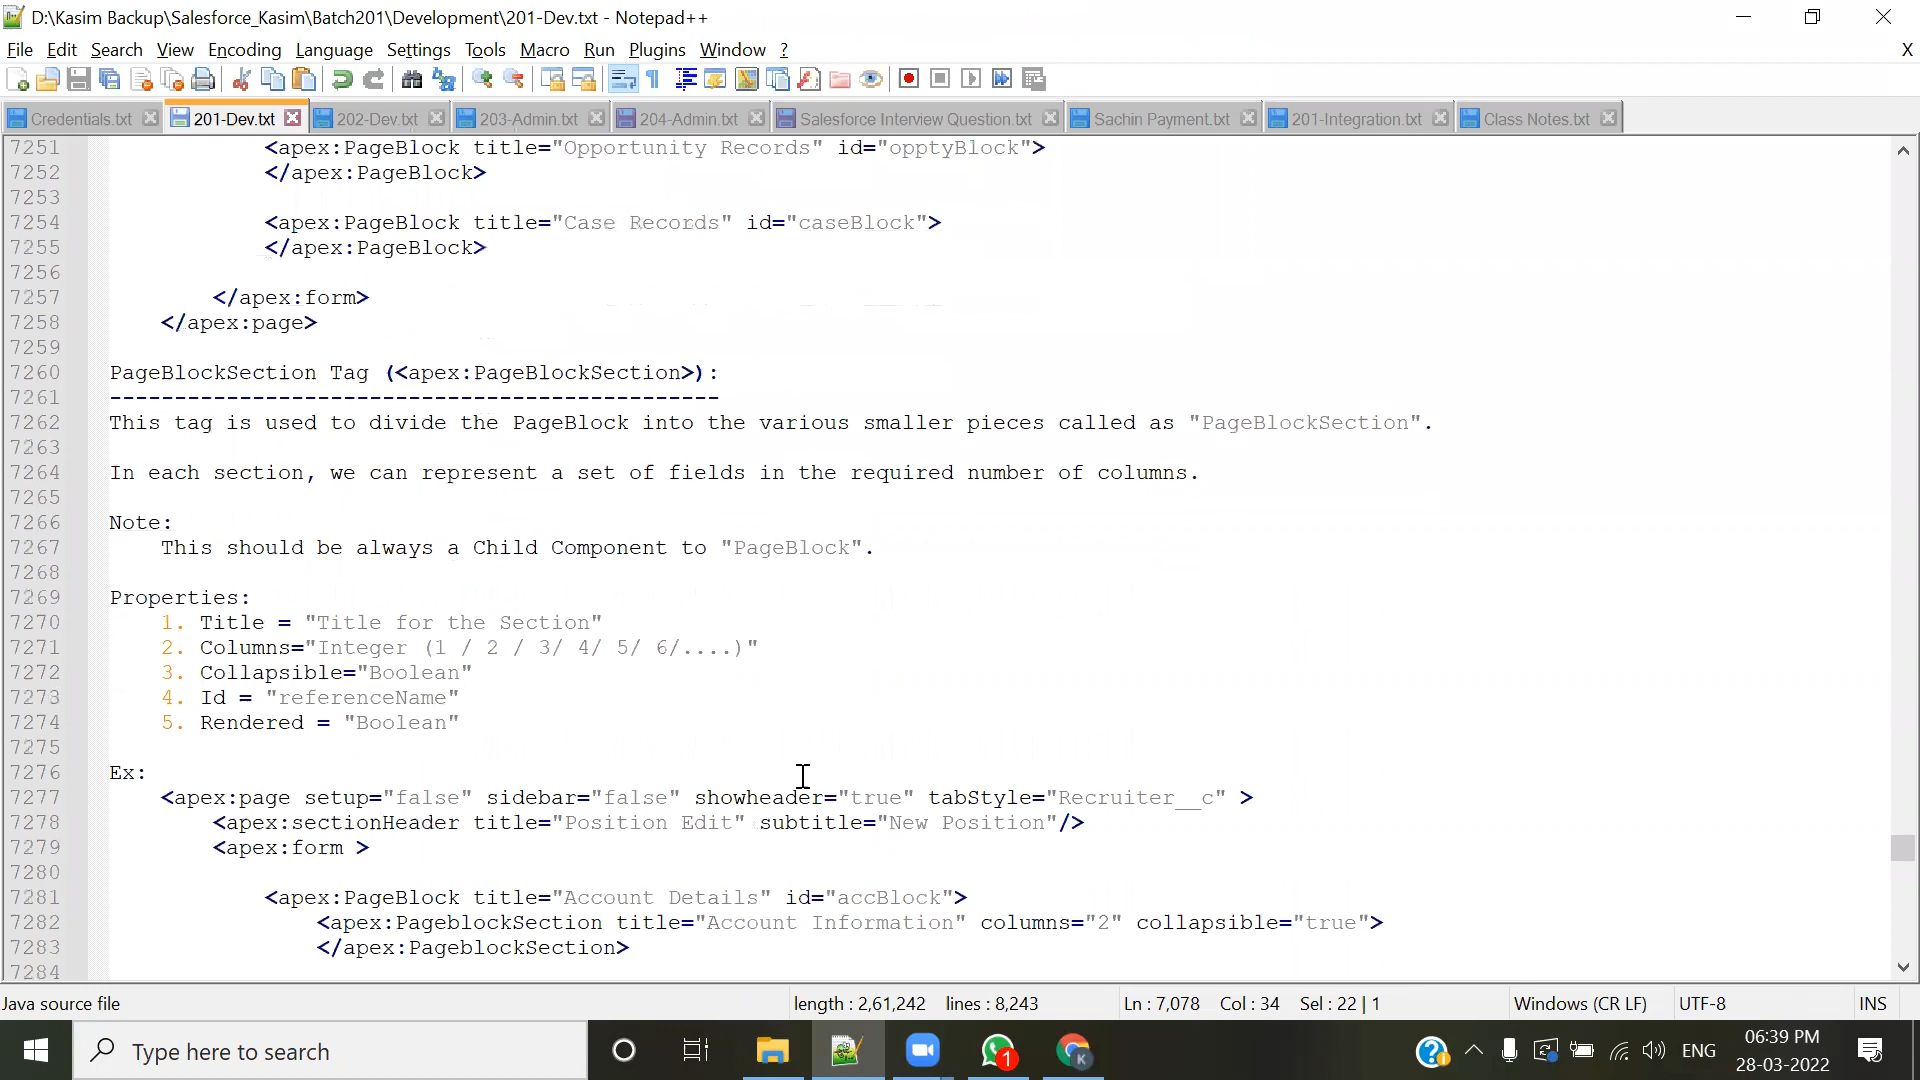 D:\Kasim Backup\Salesforce_Kasim\Batch201\Development\201-Dev.txt - Notepad++
File Edit Search View Encoding Language Settings Tools Macro Run Plugins Window ? X
Credentials.txt 201-Dev.txt 202-Dev.txt 203-Admin.txt 204-Admin.txt Salesforce Interview Question.txt Sachin Payment.txt 201-Integration.txt Class Notes.txt
7251 <apex:PageBlock title="Opportunity Records" id="opptyBlock">
7252 </apex:PageBlock>
7253
7254 <apex:PageBlock title="Case Records" id="caseBlock">
7255 </apex:PageBlock>
7256
7257 </apex:form>
7258 </apex:page>
7259
7260 PageBlockSection Tag (<apex:PageBlockSection>):
7261 -----------------------------------------------
7262 This tag is used to divide the PageBlock into the various smaller pieces called as "PageBlockSection".
7263
7264 In each section, we can represent a set of fields in the required number of columns.
7265
7266 Note:
7267 This should be always a Child Component to "PageBlock".
7268
7269 Properties:
7270 1. Title = "Title for the Section"
7271 2. Columns="Integer (1 / 2 / 3/ 4/ 5/ 6/....)"
7272 3. Collapsible="Boolean"
7273 4. Id = "referenceName"
7274 5. Rendered = "Boolean"
7275
7276 Ex:
7277 <apex:page setup="false" sidebar="false" showheader="true" tabStyle="Recruiter__c" >
7278 <apex:sectionHeader title="Position Edit" subtitle="New Position"/>
7279 <apex:form >
7280
7281 <apex:PageBlock title="Account Details" id="accBlock">
7282 <apex:PageblockSection title="Account Information" columns="2" collapsible="true">
7283 </apex:PageblockSection>
7284
Java source file length : 2,61,242 lines : 8,243 Ln : 7,078 Col : 34 Sel : 22 | 1 Windows (CR LF) UTF-8 INS
Type here to search 1 K ENG 06:39 PM
28-03-2022